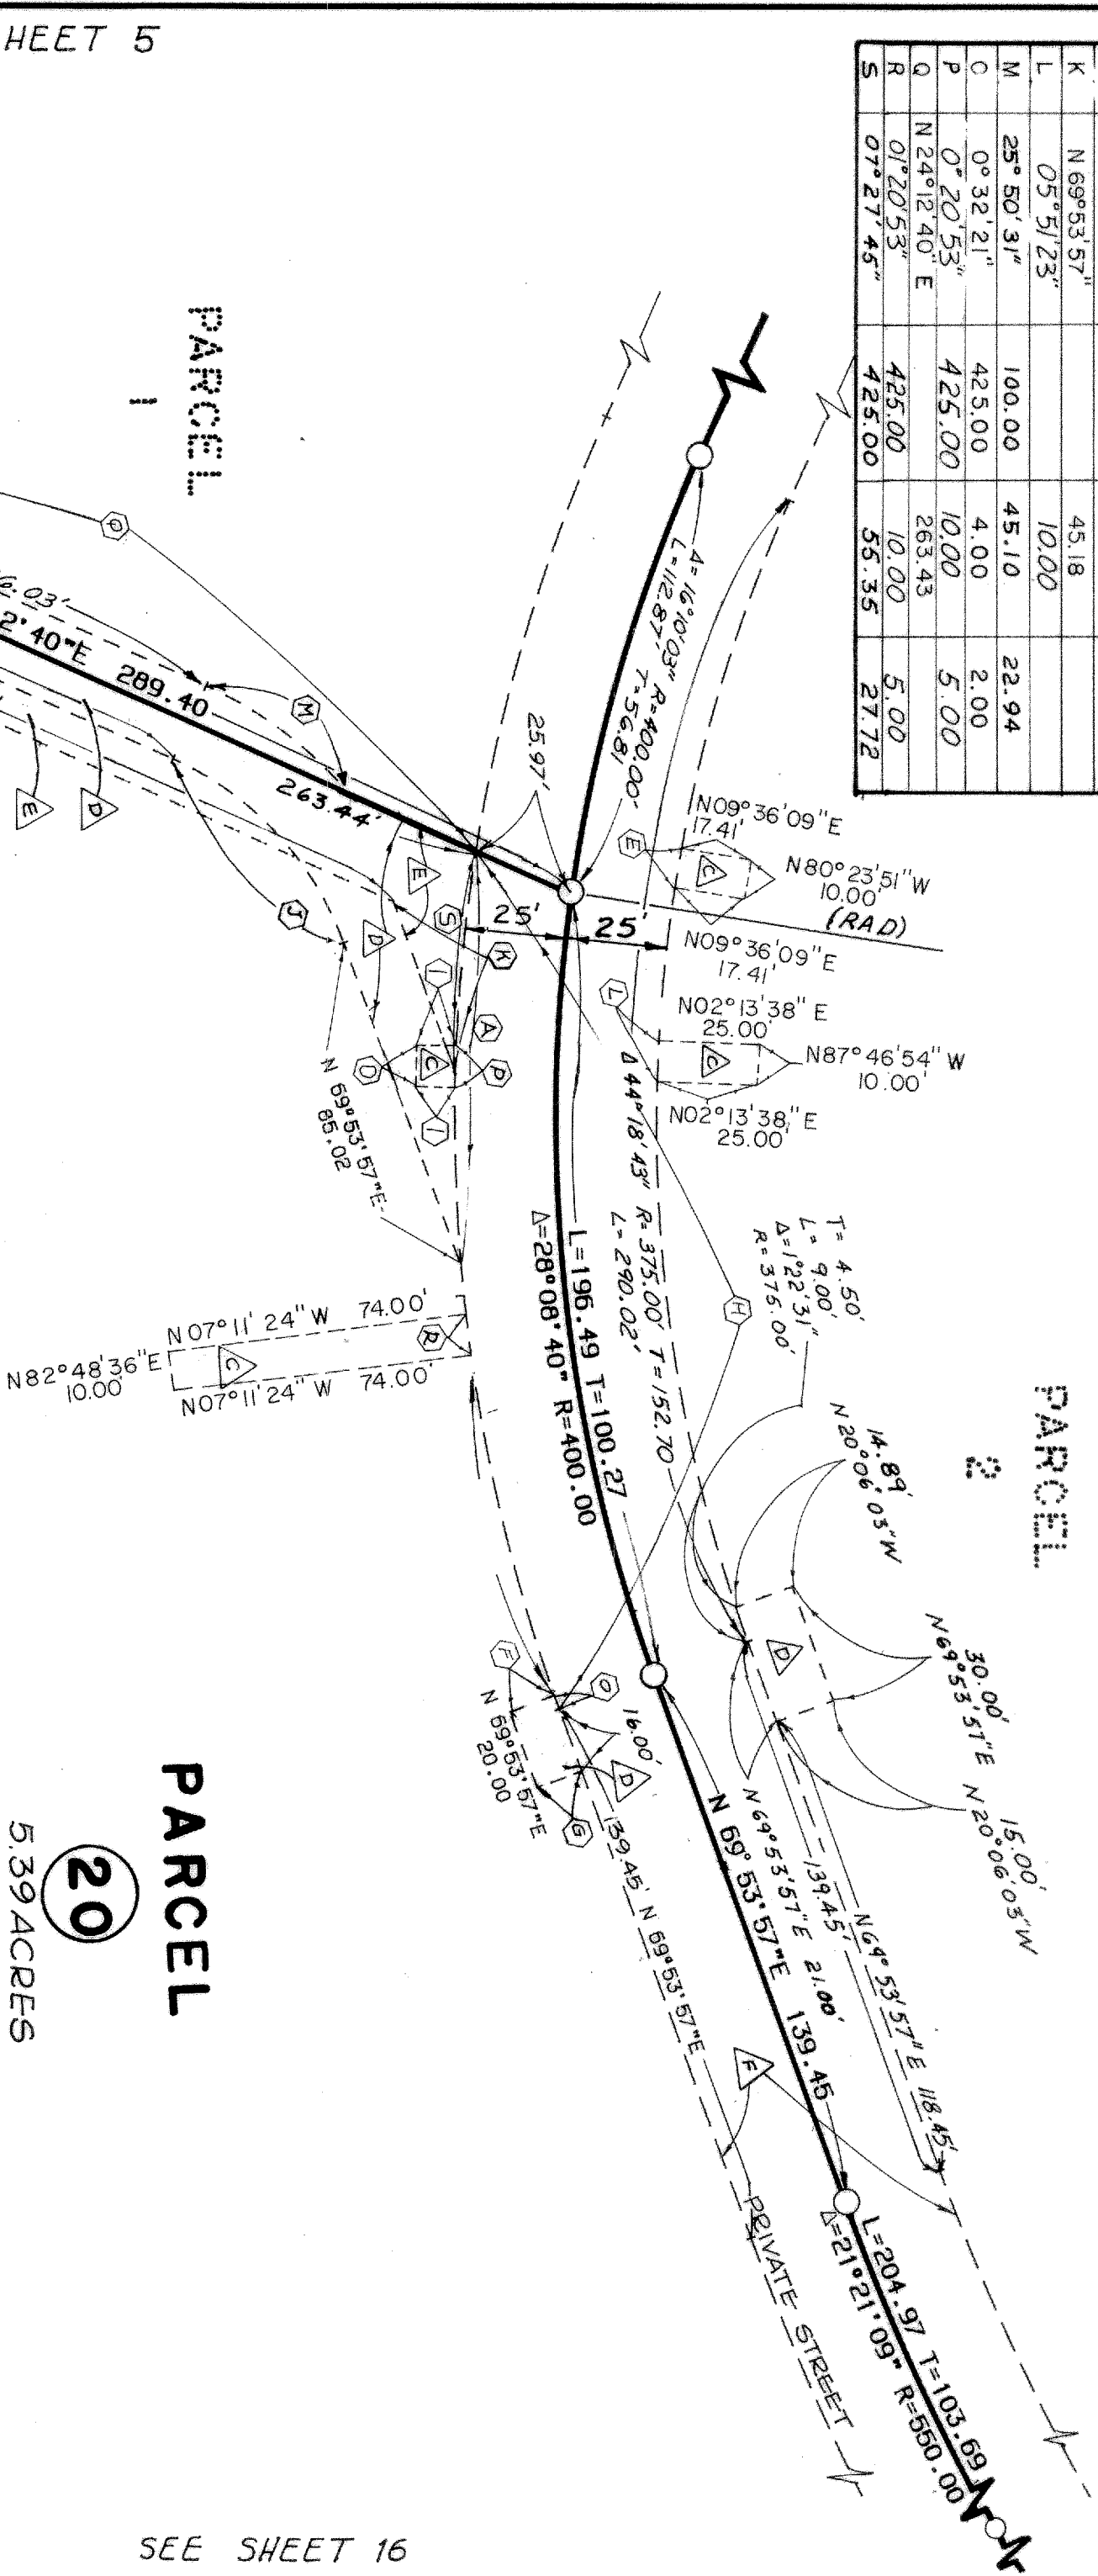 HEET 5
K N 69°53'57" 45.18
L 05°51'23" 10.00
M 25°50'31" 100.00 45.10 22.94
O 0°32'21" 425.00 4.00 2.00
P 0°20'53" 425.00 10.00 5.00
Q N 24°12'40" E 263.43
R 01°20'53" 425.00 10.00 5.00
S 07°27'45" 425.00 55.35 27.72
PARCEL
1
Q
6.03'
2'40"E 289.40
M
263.44'
E
D
J
Δ=16°10'03" R=400.00'
L=112.87' T=56.81
25.97'
N09°36'09"E
17.41'
N80°23'51"W
10.00'
(RAD)
E
C
25'
25'
N09°36'09"E
17.41'
N02°13'38"E
25.00'
N87°46'54"W
10.00'
N02°13'38"E
25.00'
L
C
E
D
S
K
I
A
P
C
O
I
N 69°53'57"E
85.02
Δ 44°18'43" R=375.00' T=152.70
L=290.02'
L=196.49 T=100.27
Δ=28°08'40" R=400.00
H
T=4.50'
L=9.00'
Δ=1°22'31"
R=375.00'
N07°11'24"W 74.00'
N82°48'36"E
10.00'
C
N07°11'24"W 74.00'
R
PARCEL
2
14.89'
N20°06'03"W
30.00'
N69°53'57"E
15.00'
N20°06'03"W
D
N 69°53'57"E 21.00'
139.45'
N69°53'57"E 118.45'
N 69°53'57"E 139.45
F
O
16.00'
D
G
N 69°53'57"E
20.00
139.45' N 69°53'57"E
F
PRIVATE STREET
L=204.97 T=103.69
Δ=21°21'09" R=550.00
PARCEL
20
5.39 ACRES
SEE SHEET 16